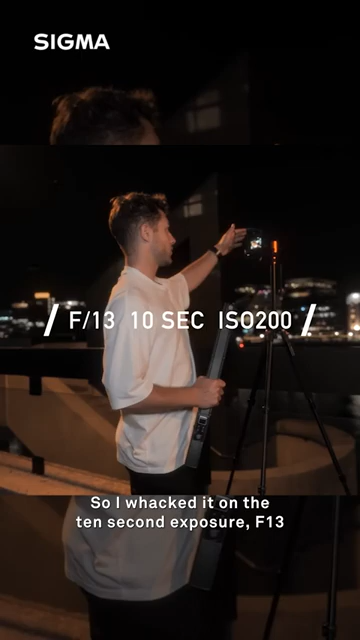 SIGMA
/ F/13 10 SEC ISO200 /
So I whacked it on the
ten second exposure, F13